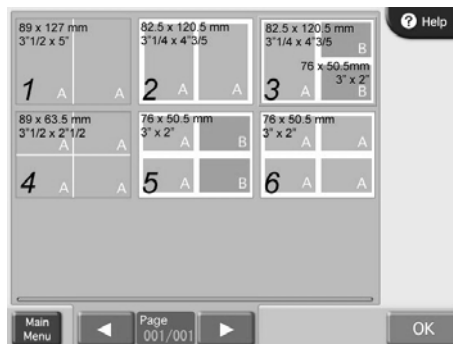 ? Help
89 x 127 mm
3"1/2 x 5"
1 A A
82.5 x 120.5 mm
3"1/4 x 4"3/5
2 A A
82.5 x 120.5 mm
3"1/4 x 4"3/5
B
76 x 50.5mm
3" x 2"
3 A B
89 x 63.5 mm
3"1/2 x 2"1/2
A A
4 A A
76 x 50.5 mm
3" x 2"
A B
5 A B
76 x 50.5 mm
3" x 2"
A A
6 A A
Main
Menu
Page
001/001
OK